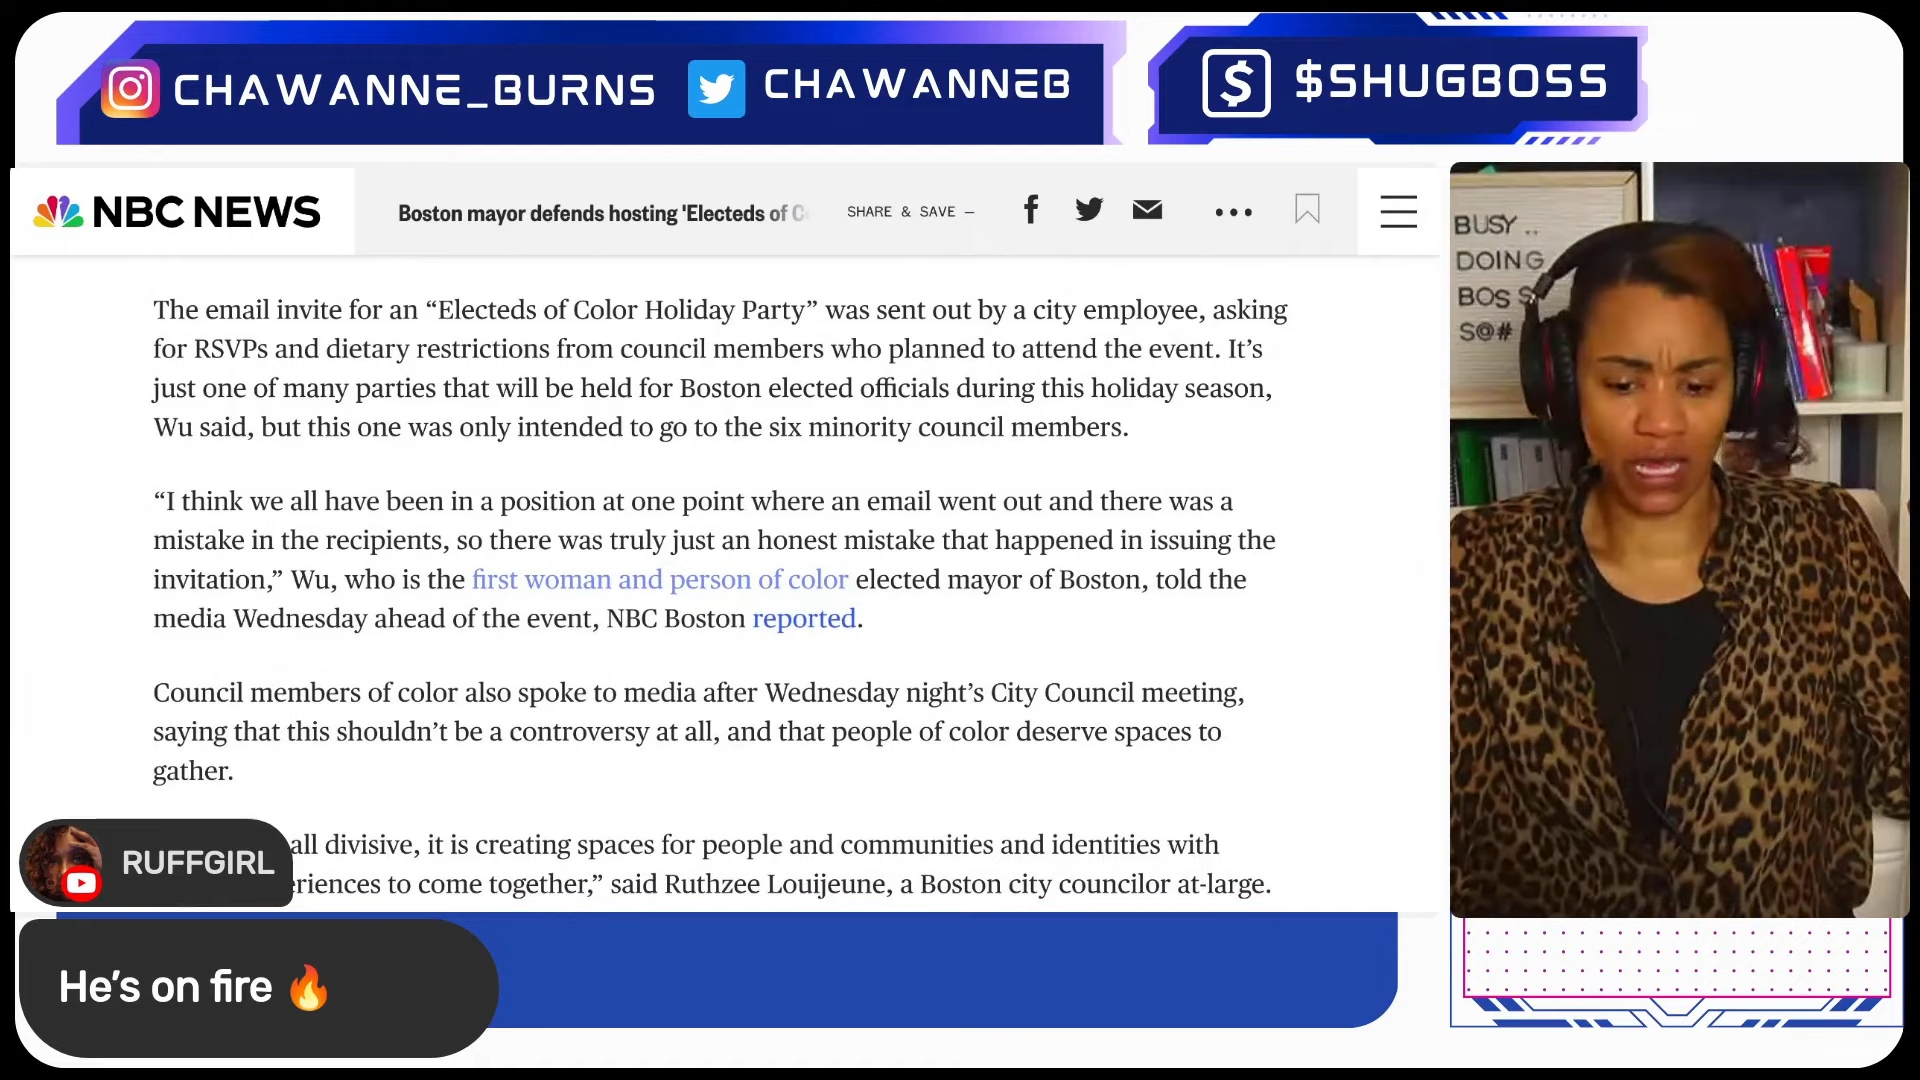 CHAWANNE_BURNS
CHAWANNEB
$
$SHUGBOSS
NBC NEWS
Boston mayor defends hosting 'Electeds of
SHARE & SAVE —
BUSY ..
DOING
BOSS
S@#
The email invite for an “Electeds of Color Holiday Party” was sent out by a city employee, asking
for RSVPs and dietary restrictions from council members who planned to attend the event. It’s
just one of many parties that will be held for Boston elected officials during this holiday season,
Wu said, but this one was only intended to go to the six minority council members.
“I think we all have been in a position at one point where an email went out and there was a
mistake in the recipients, so there was truly just an honest mistake that happened in issuing the
invitation,” Wu, who is the first woman and person of color elected mayor of Boston, told the
media Wednesday ahead of the event, NBC Boston reported.
Council members of color also spoke to media after Wednesday night’s City Council meeting,
saying that this shouldn’t be a controversy at all, and that people of color deserve spaces to
gather.
all divisive, it is creating spaces for people and communities and identities with
eriences to come together,” said Ruthzee Louijeune, a Boston city councilor at-large.
RUFFGIRL
He’s on fire 🔥